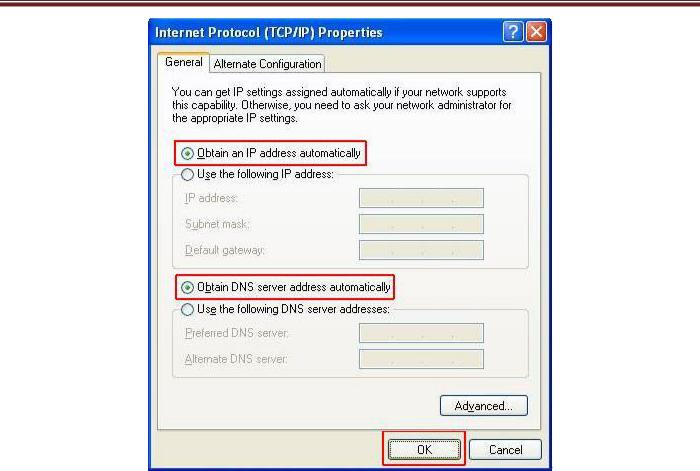 Internet Protocol (TCP/IP) Properties
General
Alternate Configuration
You can get IP settings assigned automatically if your network supports
this capability. Otherwise, you need to ask your network administrator for
the appropriate IP settings.
Obtain an IP address automatically
Use the following IP address:
IP address:
Subnet mask:
Default gateway:
Obtain DNS server address automatically
Use the following DNS server addresses:
Preferred DNS server:
Alternate DNS server:
Advanced...
OK
Cancel